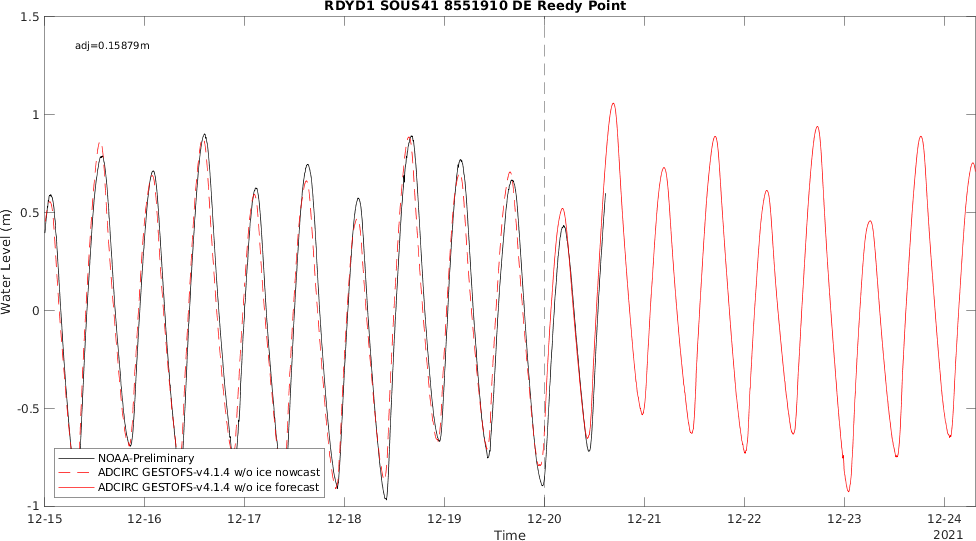 RDYD1 SOUS41 8551910 DE Reedy Point
1.5
adj=0.15879m
1
0.5
Water Level (m)
0
-0.5
NOAA-Preliminary
ADCIRC GESTOFS-v4.1.4 w/o ice nowcast
ADCIRC GESTOFS-v4.1.4 w/o ice forecast
-1
12-15 12-16 12-17 12-18 12-19 12-20 12-21 12-22 12-23 12-24
Time 2021